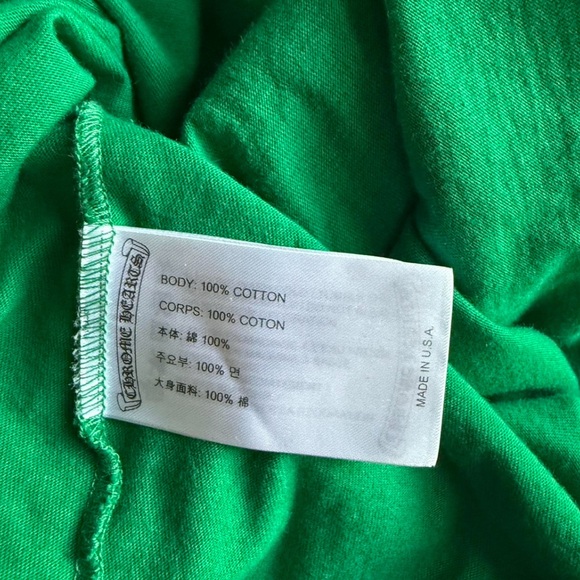 CHROME HEARTS
BODY: 100% COTTON
CORPS: 100% COTON
本体: 綿 100%
주요부: 100% 면
大身面料: 100% 棉
MADE IN U.S.A.